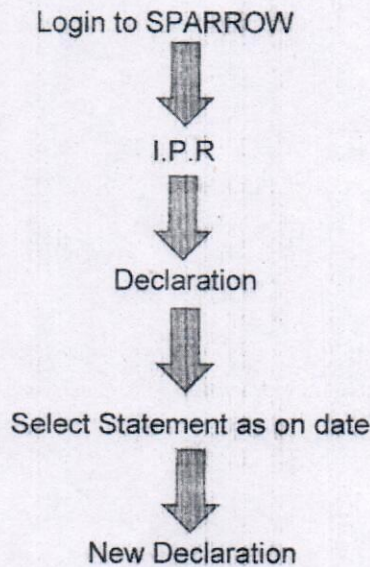 Login to SPARROW
I.P.R
Declaration
Select Statement as on date
New Declaration